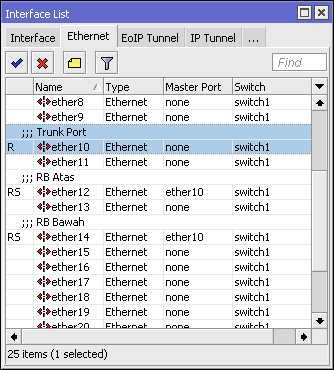 Interface List
Interface Ethernet EoIP Tunnel IP Tunnel ...
Find
Name Type Master Port Switch
ether8 Ethernet none switch1
ether9 Ethernet none switch1
;;; Trunk Port
R ether10 Ethernet none switch1
ether11 Ethernet none switch1
;;; RB Atas
RS ether12 Ethernet ether10 switch1
ether13 Ethernet none switch1
;;; RB Bawah
RS ether14 Ethernet ether10 switch1
ether15 Ethernet none switch1
ether16 Ethernet none switch1
ether17 Ethernet none switch1
ether18 Ethernet none switch1
ether19 Ethernet none switch1
ether20 Ethernet none switch1
25 items (1 selected)